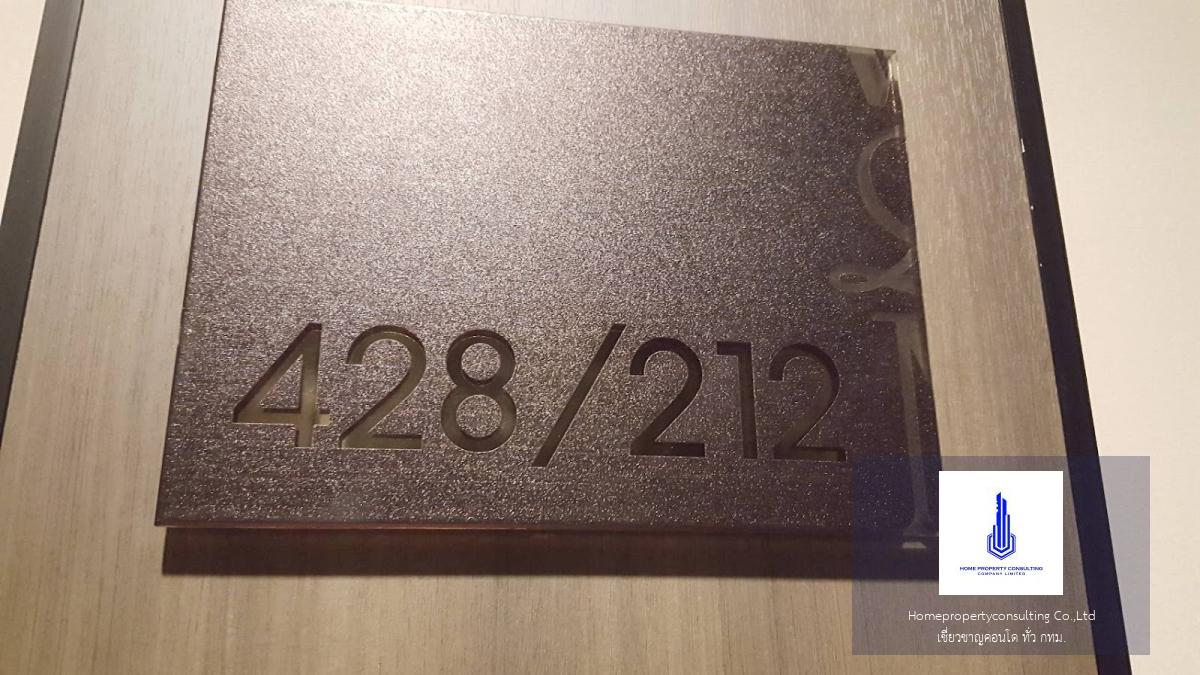 428/212
HOME PROPERTY CONSULTING
COMPANY LIMITED
Homepropertyconsulting Co.,Ltd
เชี่ยวชาญคอนโด ทั่ว กทม.